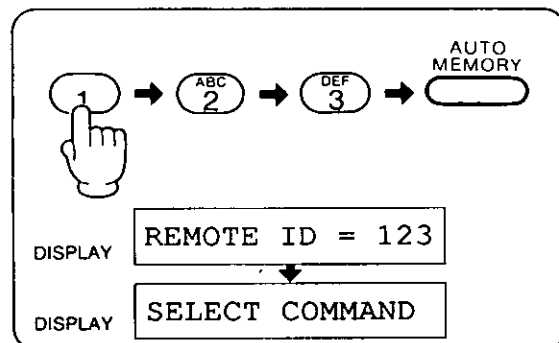 AUTO
MEMORY
1 ABC 2 DEF 3
DISPLAY REMOTE ID = 123
DISPLAY SELECT COMMAND